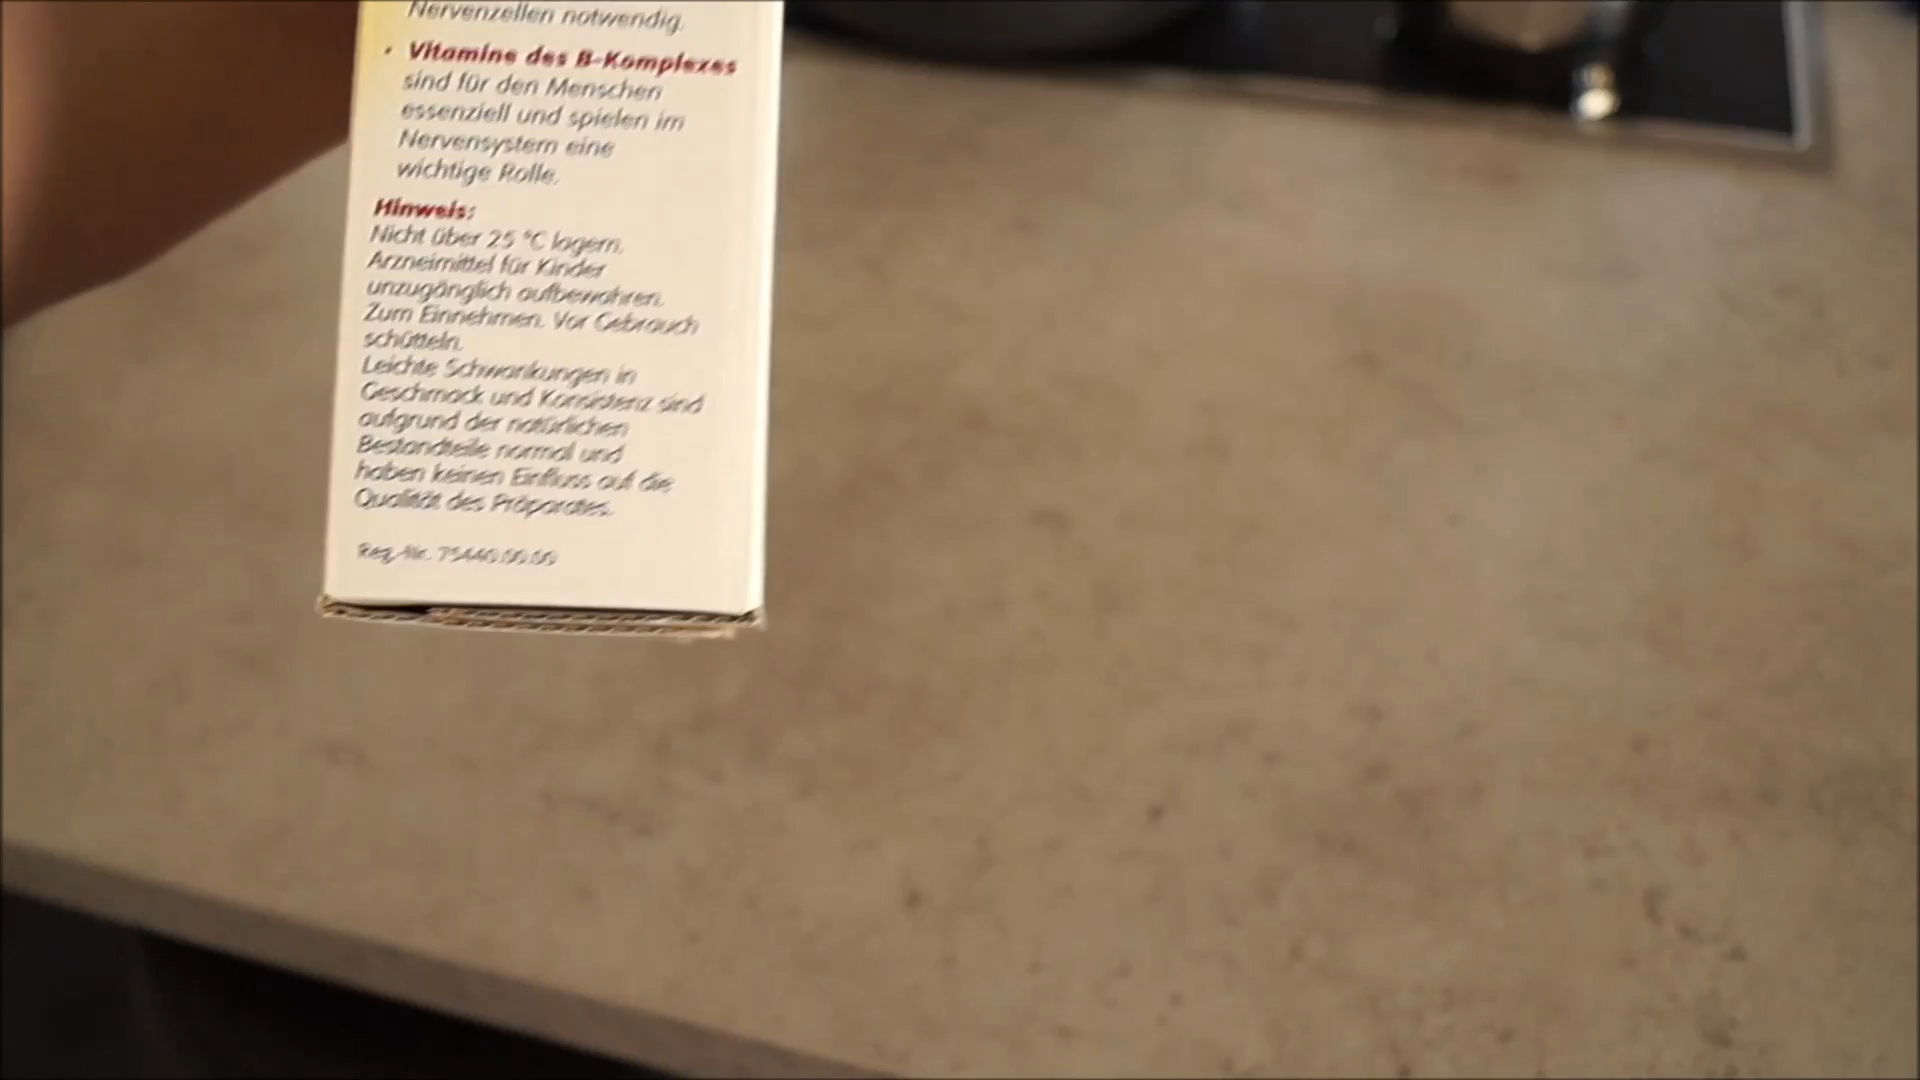 Nervenzellen notwendig.
• Vitamine des B-Komplexes
sind für den Menschen
essenziell und spielen im
Nervensystem eine
wichtige Rolle.
Hinweis:
Nicht über 25 °C lagern.
Arzneimittel für Kinder
unzugänglich aufbewahren.
Zum Einnehmen. Vor Gebrauch
schütteln.
Leichte Schwankungen in
Geschmack und Konsistenz sind
aufgrund der natürlichen
Bestandteile normal und
haben keinen Einfluss auf die
Qualität des Präparates.
Reg.-Nr.